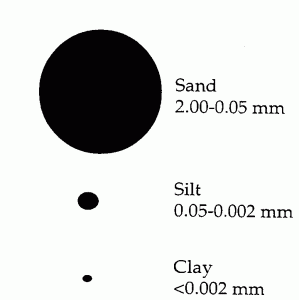 Sand
2.00-0.05 mm
Silt
0.05-0.002 mm
Clay
<0.002 mm